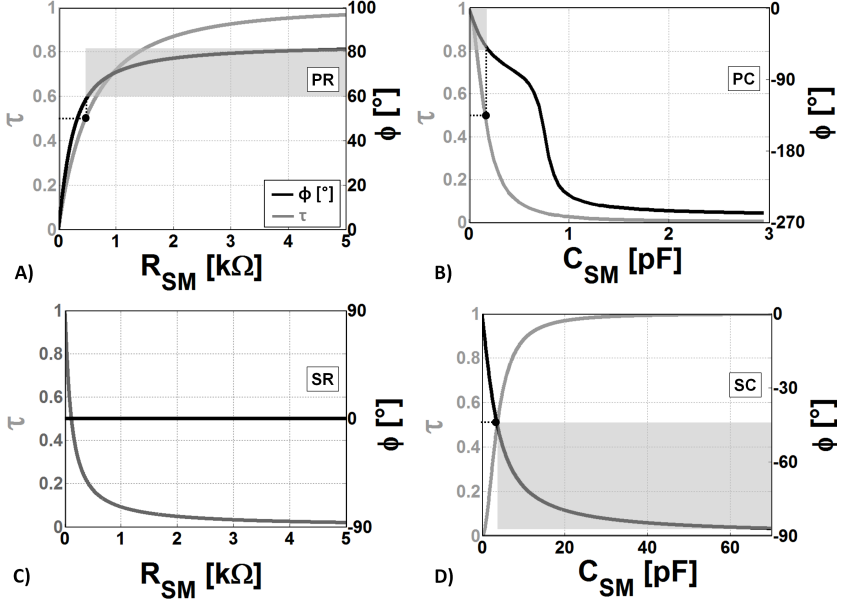 1 100
0.8 80
0.6 60
0.4 40
0.2 20
0 0
τ
ϕ [°]
PR
ϕ [°]
τ
0 1 2 3 4 5
A) R_SM [kΩ]
1 0
0.8
-90
0.6
0.4
-180
0.2
0 -270
τ
ϕ [°]
PC
0 1 2 3
B) C_SM [pF]
1 90
0.8
0.6
0
0.4
0.2
0 -90
τ
ϕ [°]
SR
0 1 2 3 4 5
C) R_SM [kΩ]
1 0
0.8
-30
0.6
0.4
-60
0.2
0 -90
τ
ϕ [°]
SC
0 20 40 60
D) C_SM [pF]